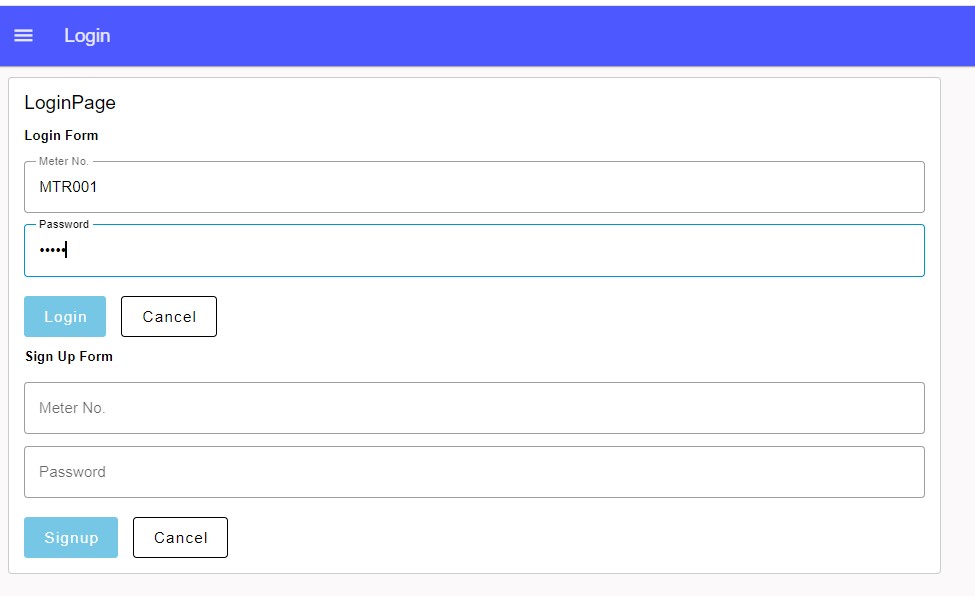 Login
LoginPage
Login Form
Meter No.
MTR001
Password
•••••
Login Cancel
Sign Up Form
Meter No.
Password
Signup Cancel